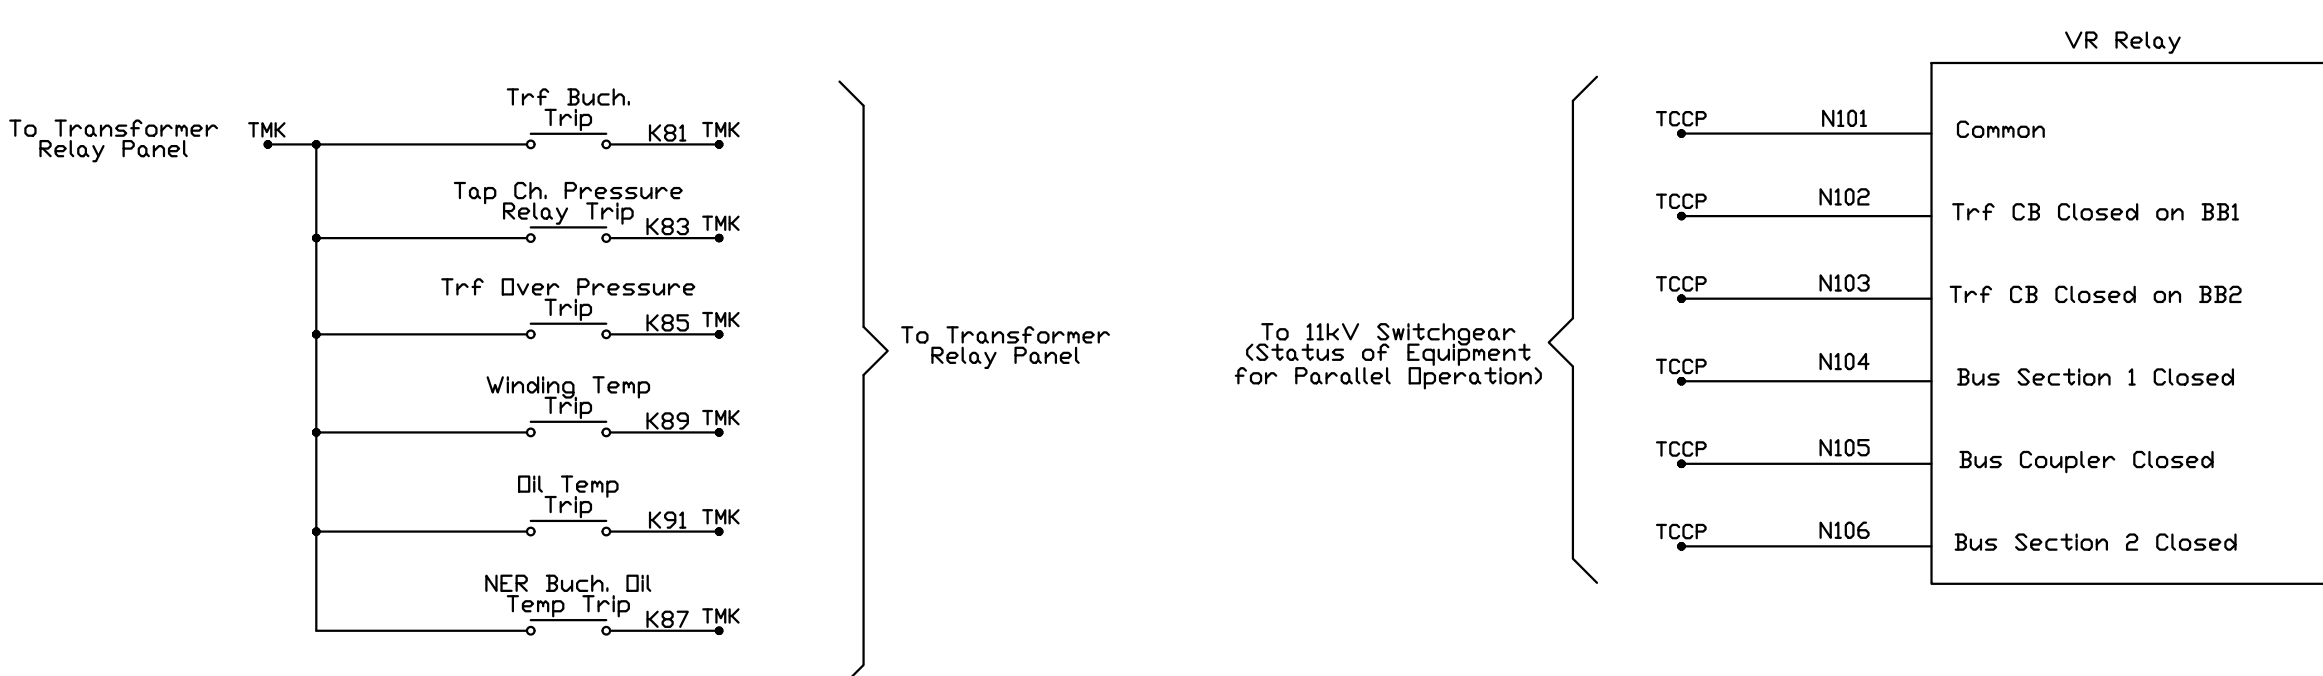 To Transformer
Relay Panel
TMK
Trf Buch.
Trip
K81 TMK
Tap Ch. Pressure
Relay Trip
K83 TMK
Trf Over Pressure
Trip
K85 TMK
Winding Temp
Trip
K89 TMK
Oil Temp
Trip
K91 TMK
NER Buch. Oil
Temp Trip
K87 TMK
To Transformer
Relay Panel
To 11kV Switchgear
(Status of Equipment
for Parallel Operation)
VR Relay
TCCP N101 Common
TCCP N102 Trf CB Closed on BB1
TCCP N103 Trf CB Closed on BB2
TCCP N104 Bus Section 1 Closed
TCCP N105 Bus Coupler Closed
TCCP N106 Bus Section 2 Closed